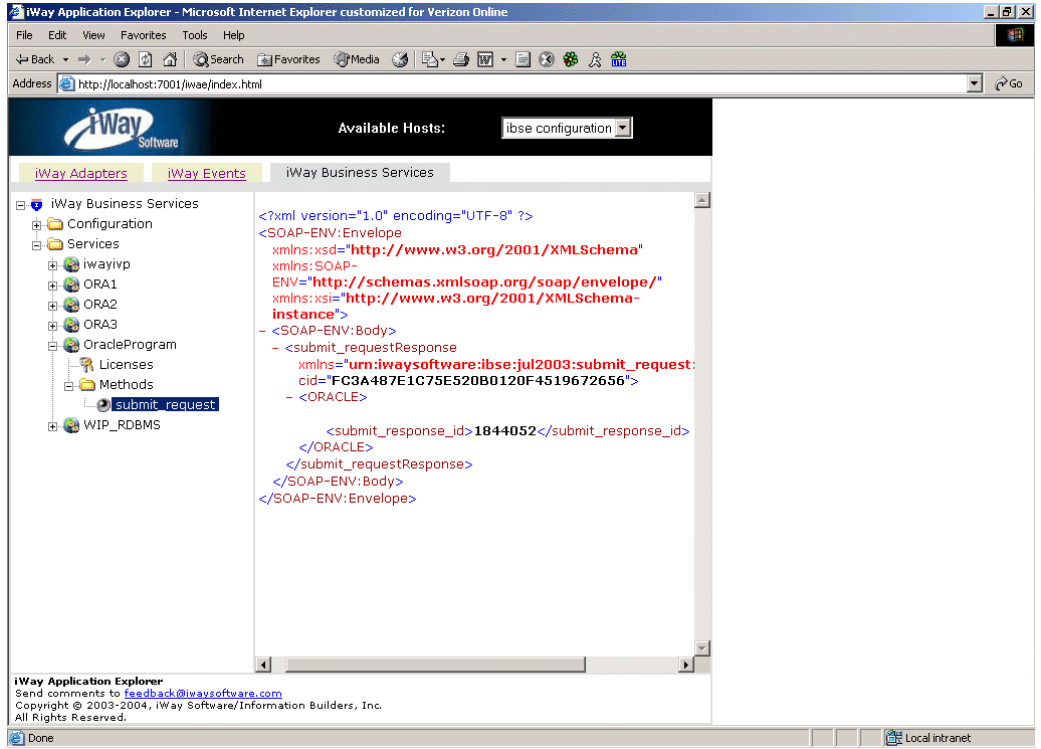 iWay Application Explorer - Microsoft Internet Explorer customized for Verizon Online
File Edit View Favorites Tools Help
Back Search Favorites Media
Address http://localhost:7001/iwae/index.html Go
iWay Software
Available Hosts: ibse configuration
iWay Adapters iWay Events iWay Business Services
iWay Business Services
Configuration
Services
iwayivp
ORA1
ORA2
ORA3
OracleProgram
Licenses
Methods
submit_request
WIP_RDBMS
<?xml version="1.0" encoding="UTF-8" ?>
<SOAP-ENV:Envelope
xmlns:xsd="http://www.w3.org/2001/XMLSchema"
xmlns:SOAP-
ENV="http://schemas.xmlsoap.org/soap/envelope/"
xmlns:xsi="http://www.w3.org/2001/XMLSchema-
instance">
- <SOAP-ENV:Body>
- <submit_requestResponse
xmlns="urn:iwaysoftware:ibse:jul2003:submit_request:
cid="FC3A487E1C75E520B0120F4519672656">
- <ORACLE>
<submit_response_id>1844052</submit_response_id>
</ORACLE>
</submit_requestResponse>
</SOAP-ENV:Body>
</SOAP-ENV:Envelope>
iWay Application Explorer
Send comments to feedback@iwaysoftware.com
Copyright © 2003-2004, iWay Software/Information Builders, Inc.
All Rights Reserved.
Done Local intranet